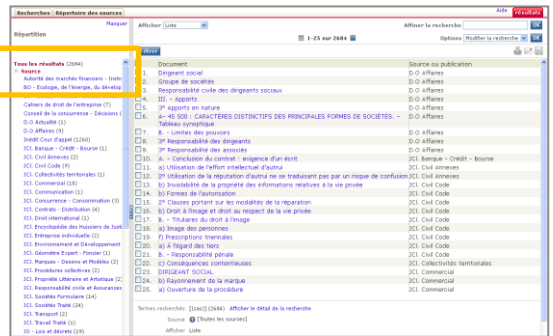 Recherches Répertoire des sources
Aide
résultats
Masquer
Répartition
Afficher Liste
Affiner la recherche OK
1-25 sur 2684
Options Modifier la recherche OK
Tous les résultats (2684)
Source
Autorité des marchés financiers -
BO - Ecologie, de l'énergie, du dévelop
Cahiers de droit de l'entreprise (7)
Conseil de la concurrence - Décisions (
D.O Actualité (1)
D.O Affaires (9)
Inédit Cour d'appel (1260)
JCl. Banque - Crédit - Bourse (1)
JCl. Civil Annexes (2)
JCl. Civil Code (9)
JCl. Collectivités territoriales (1)
JCl. Commercial (18)
JCl. Communication (1)
JCl. Concurrence - Consommation (3)
JCl. Contrats - Distribution (4)
JCl. Droit international (1)
JCl. Encyclopédie des Huissiers de Justi
JCl. Entreprise individuelle (2)
JCl. Environnement et Développement
JCl. Géomètre Expert - Foncier (1)
JCl. Marques - Dessins et Modèles (2)
JCl. Procédures collectives (2)
JCl. Propriété Littéraire et Artistique (2)
JCl. Responsabilité civile et Assurances
JCl. Sociétés Formulaire (14)
JCl. Sociétés Traité (24)
JCl. Transport (2)
JCl. Travail Traité (1)
JO - Lois et décrets (19)
Document Source ou publication
1. Dirigeant social D.O Affaires
2. Groupe de sociétés D.O Affaires
3. Responsabilité civile des dirigeants sociaux D.O Affaires
4. III. - Apports D.O Affaires
5. 3° Apports en nature D.O Affaires
6. A- 45 500 : CARACTÈRES DISTINCTIFS DES PRINCIPALES FORMES DE SOCIÉTÉS. - D.O Affaires
Tableau synoptique
7. B. - Limites des pouvoirs D.O Affaires
8. 3° Responsabilité des dirigeants D.O Affaires
9. 3° Responsabilité des associés D.O Affaires
10. A. - Conclusion du contrat : exigence d'un écrit JCl. Banque - Crédit - Bourse
11. a) Utilisation de l'effort intellectuel d'autrui JCl. Civil Annexes
12. 2° Utilisation de la réputation d'autrui ne se traduisant pas par un risque de confusion JCl. Civil Annexes
13. b) Inviolabilité de la propriété des informations relatives à la vie privée JCl. Civil Code
14. b) Formes de l'autorisation JCl. Civil Code
15. 2° Clauses portant sur les modalités de la réparation JCl. Civil Code
16. b) Droit à l'image et droit au respect de la vie privée JCl. Civil Code
17. B. - Titulaires du droit à l'image JCl. Civil Code
18. a) Image des personnes JCl. Civil Code
19. f) Prescriptions triennales JCl. Civil Code
20. a) À l'égard des tiers JCl. Civil Code
21. B. - Responsabilité pénale JCl. Civil Code
22. c) Conséquences contentieuses JCl. Collectivités territoriales
23. DIRIGEANT SOCIAL JCl. Commercial
24. b) Rayonnement de la marque JCl. Commercial
25. a) Ouverture de la procédure JCl. Commercial
Termes recherchés [(caci)] (2684) Afficher le détail de la recherche
Source [Toutes les sources]
Afficher Liste